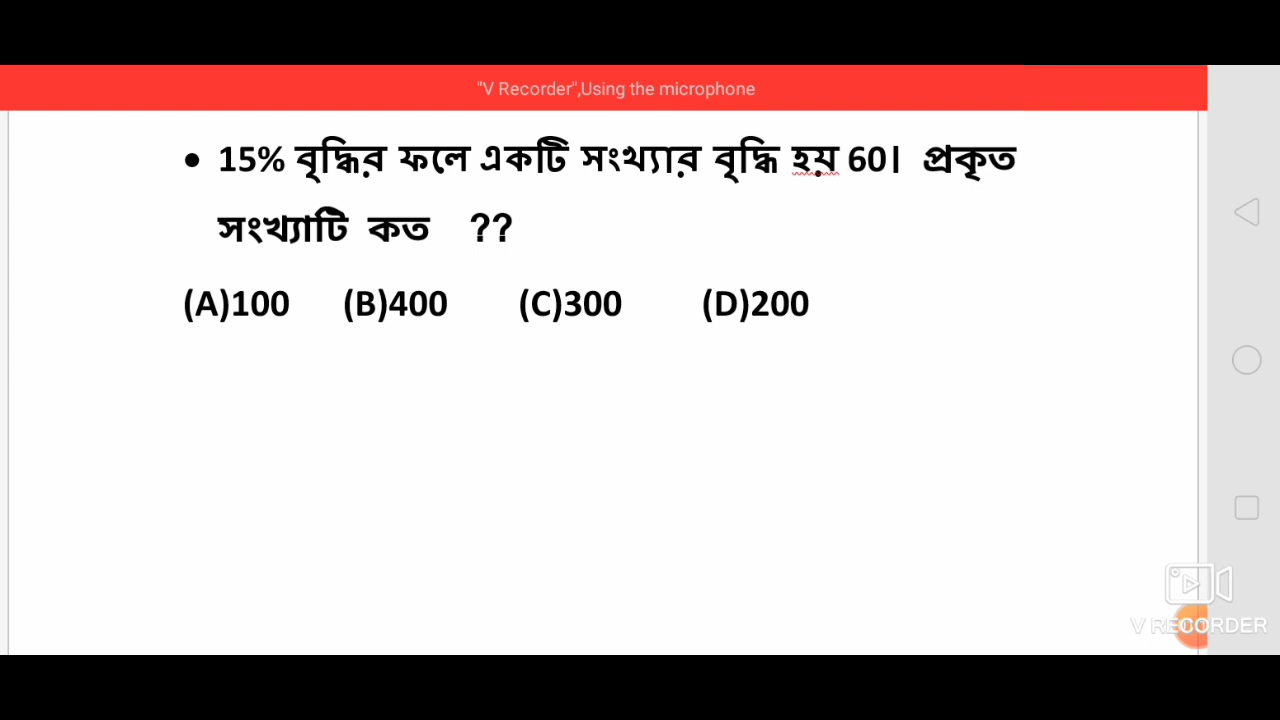 "V Recorder",Using the microphone
• 15% বৃদ্ধির ফলে একটি সংখ্যার বৃদ্ধি হয় 60। প্রকৃত
সংখ্যাটি কত ??
(A)100 (B)400 (C)300 (D)200
V RECORDER